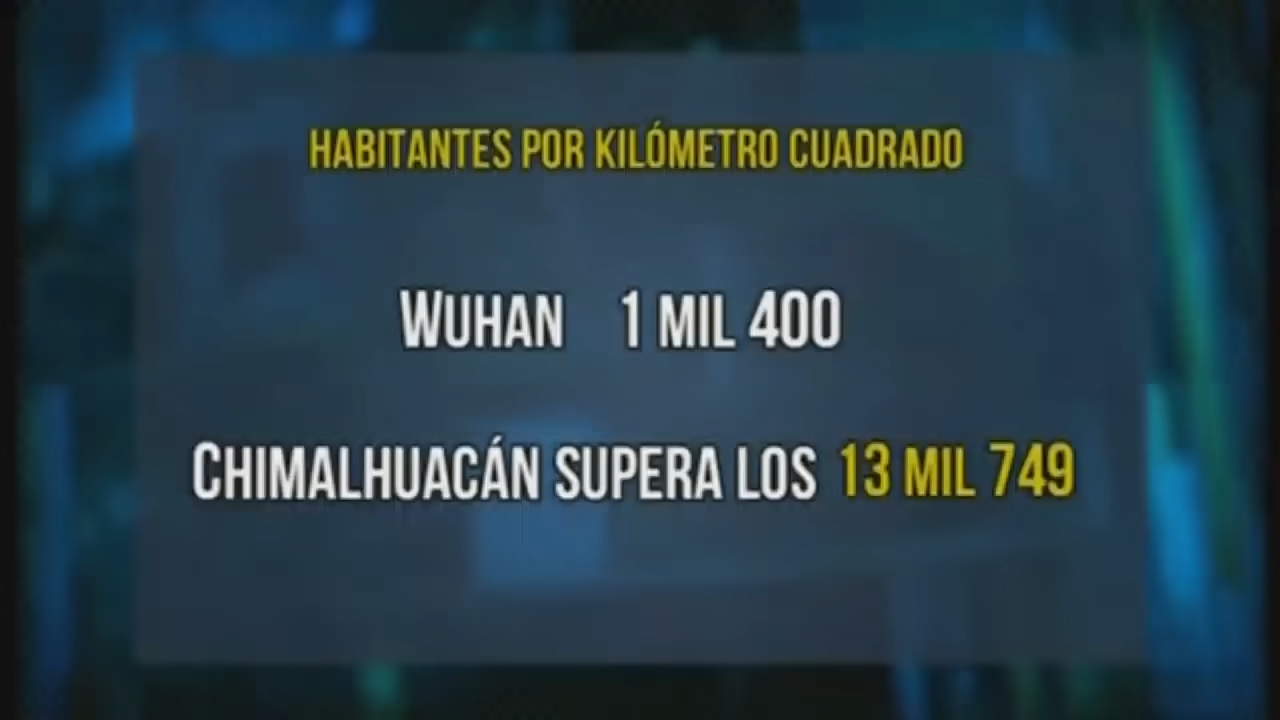 HABITANTES POR KILÓMETRO CUADRADO
WUHAN 1 MIL 400
CHIMALHUACÁN SUPERA LOS 13 MIL 749